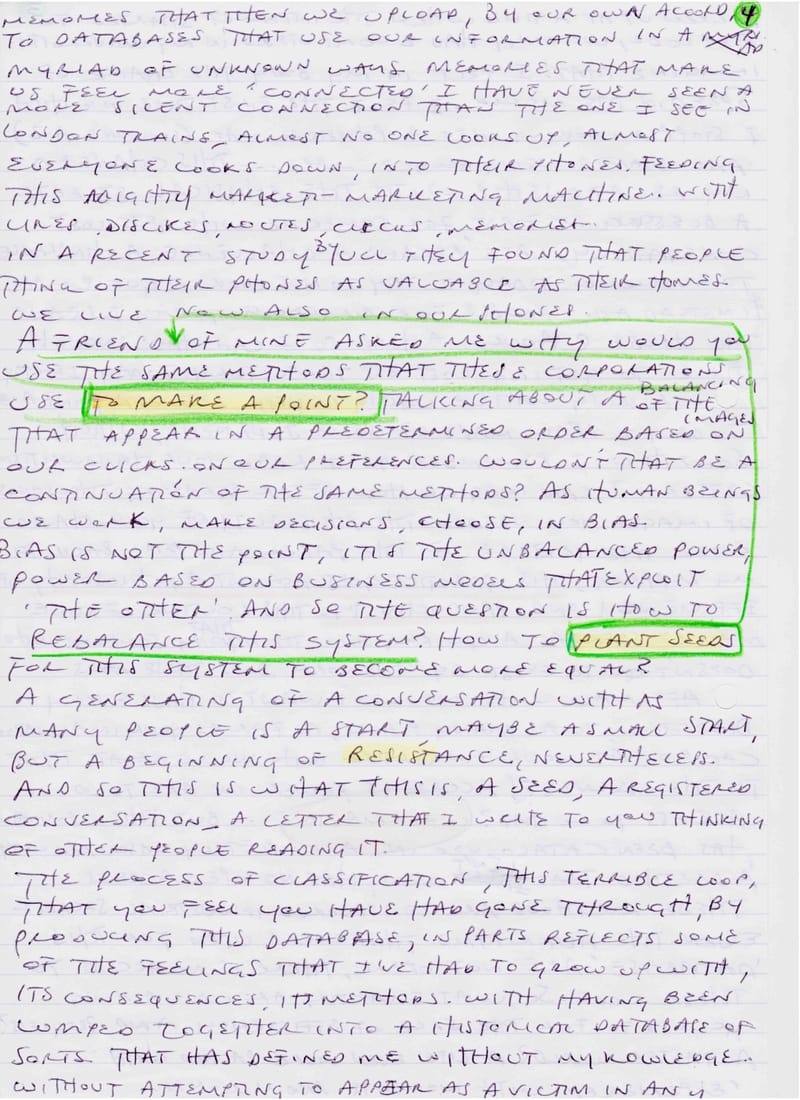 MEMORIES THAT THEN WE UPLOAD, BY OUR OWN ACCORD, 4
TO DATABASES THAT USE OUR INFORMATION IN A
MYRIAD OF UNKNOWN WAYS. MEMORIES THAT MAKE
US FEEL MORE 'CONNECTED' I HAVE NEVER SEEN A
MORE SILENT CONNECTION THAN THE ONE I SEE IN
LONDON TRAINS, ALMOST NO ONE LOOKS UP, ALMOST
EVERYONE LOOKS DOWN, INTO THEIR PHONES. FEEDING
THIS MIGHTY MARKET-MARKETING MACHINE. WITH
LIKES, DISLIKES, ROUTES, CLICKS, MEMORIES.
IN A RECENT STUDY BY UCL THEY FOUND THAT PEOPLE
THING OF THEIR PHONES AS VALUABLE AS THEIR HOMES.
WE LIVE NOW ALSO IN OUR PHONES.
A FRIEND OF MINE ASKED ME WHY WOULD YOU
USE THE SAME METHODS THAT THESE CORPORATIONS
USE TO MAKE A POINT? TALKING ABOUT A BALANCING OF THE IMAGES
THAT APPEAR IN A PREDETERMINED ORDER BASED ON
OUR CLICKS. ON OUR PREFERENCES. WOULDN'T THAT BE A
CONTINUATIÓN OF THE SAME METHODS? AS HUMAN BEINGS
WE WORK, MAKE DECISIONS, CHOOSE, IN BIAS.
BIAS IS NOT THE POINT, IT IS THE UNBALANCED POWER,
POWER BASED ON BUSINESS MODELS THAT EXPLOIT
'THE OTHER' AND SO THE QUESTION IS HOW TO
REBALANCE THIS SYSTEM? HOW TO PLANT SEEDS
FOR THIS SYSTEM TO BECOME MORE EQUAL?
A GENERATING OF A CONVERSATION WITH AS
MANY PEOPLE IS A START, MAYBE A SMALL START,
BUT A BEGINNING OF RESISTANCE, NEVERTHELESS.
AND SO THIS IS WHAT THIS IS, A SEED, A REGISTERED
CONVERSATION, A LETTER THAT I WRITE TO YOU THINKING
OF OTHER PEOPLE READING IT.
THE PROCESS OF CLASSIFICATION, THIS TERRIBLE LOOP,
THAT YOU FEEL YOU HAVE HAD GONE THROUGH, BY
PRODUCING THIS DATABASE, IN PARTS REFLECTS SOME
OF THE FEELINGS THAT I'VE HAD TO GROW UP WITH,
ITS CONSEQUENCES, ITS METHODS WITH HAVING BEEN
LUMPED TOGETHER INTO A HISTORICAL DATABASE OF
SORTS THAT HAS DEFINED ME WITHOUT MY KOWLEDGE.
WITHOUT ATTEMPTING TO APPEAR AS A VICTIM IN ANY